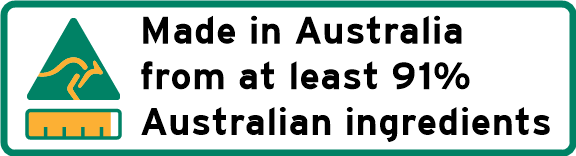 Made in Australia
from at least 91%
Australian ingredients